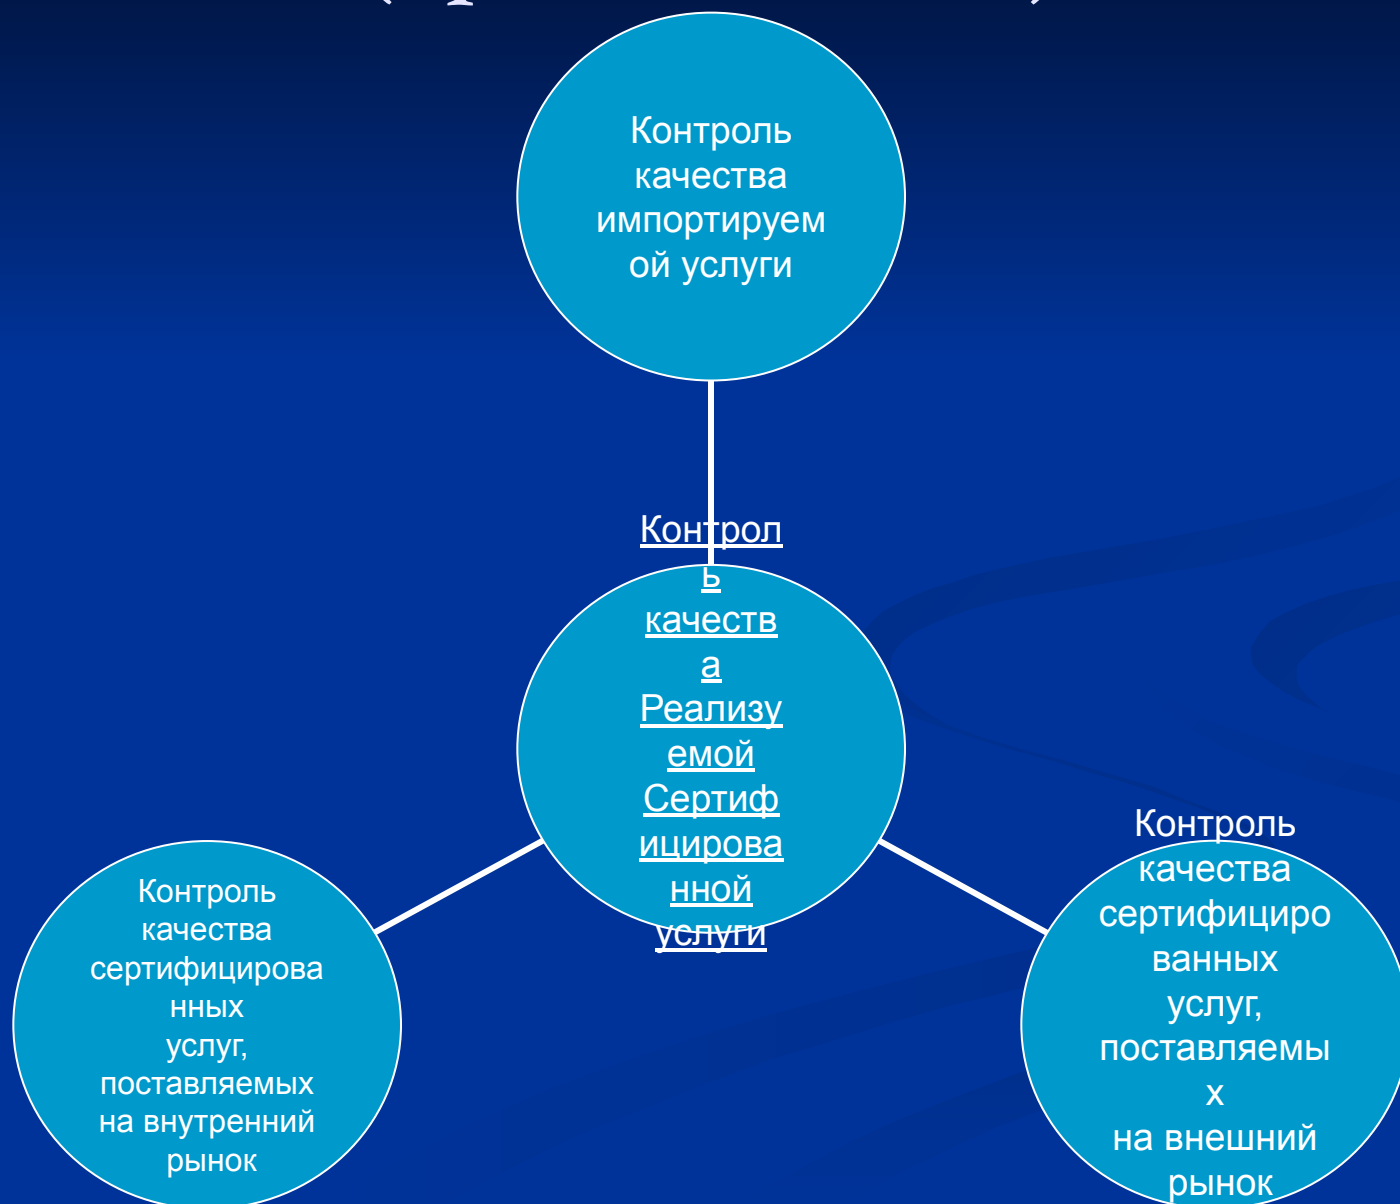 Контроль
качества
импортируем
ой услуги
Контрол
ь
качеств
а
Реализу
емой
Сертиф
ицирова
нной
услуги
Контроль
качества
сертифицирова
нных
услуг,
поставляемых
на внутренний
рынок
Контроль
качества
сертифициро
ванных
услуг,
поставляемы
х
на внешний
рынок